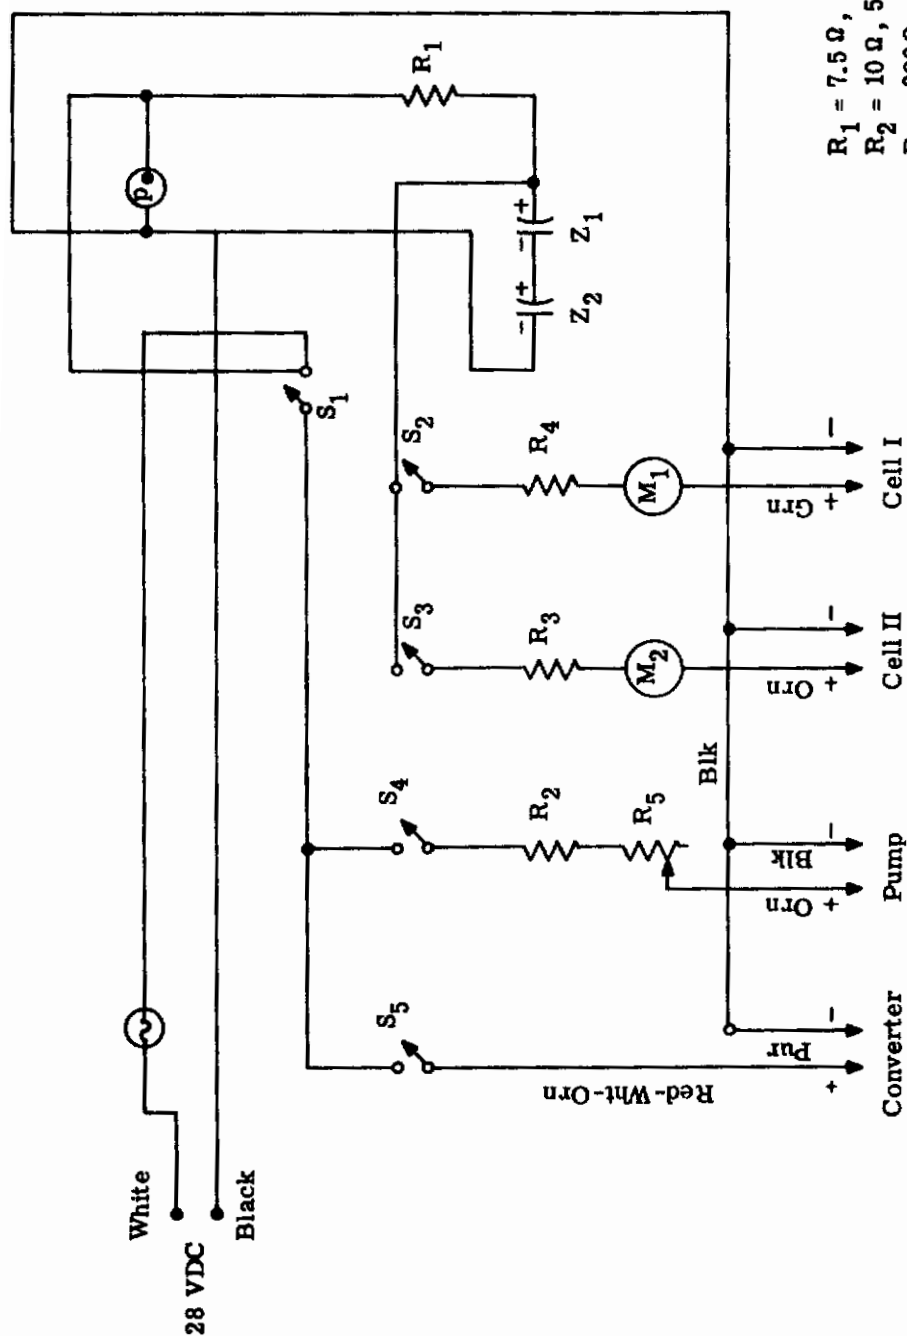 White
28 VDC
Black
p
R1
+ Z1 −
+ Z2 −
S1
S2
R4
M1
− + Grn
Cell I
S3
R3
M2
− + Orn
Cell II
S4
R2
R5
Blk
− Blk
+ Orn
Pump
S5
Red-Wht-Orn
− Pur
+
Converter
R1 = 7.5 Ω,
R2 = 10 Ω, 5